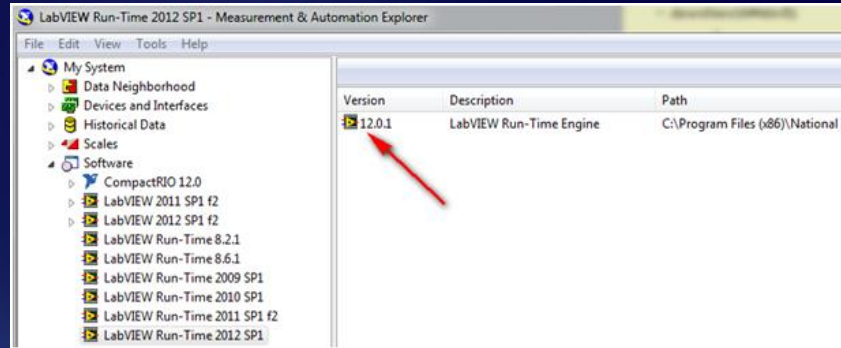 LabVIEW Run-Time 2012 SP1 - Measurement & Automation Explorer
File Edit View Tools Help
My System
Data Neighborhood
Devices and Interfaces
Historical Data
Scales
Software
CompactRIO 12.0
LabVIEW 2011 SP1 f2
LabVIEW 2012 SP1 f2
LabVIEW Run-Time 8.2.1
LabVIEW Run-Time 8.6.1
LabVIEW Run-Time 2009 SP1
LabVIEW Run-Time 2010 SP1
LabVIEW Run-Time 2011 SP1 f2
LabVIEW Run-Time 2012 SP1
Version Description Path
12.0.1 LabVIEW Run-Time Engine C:\Program Files (x86)\National